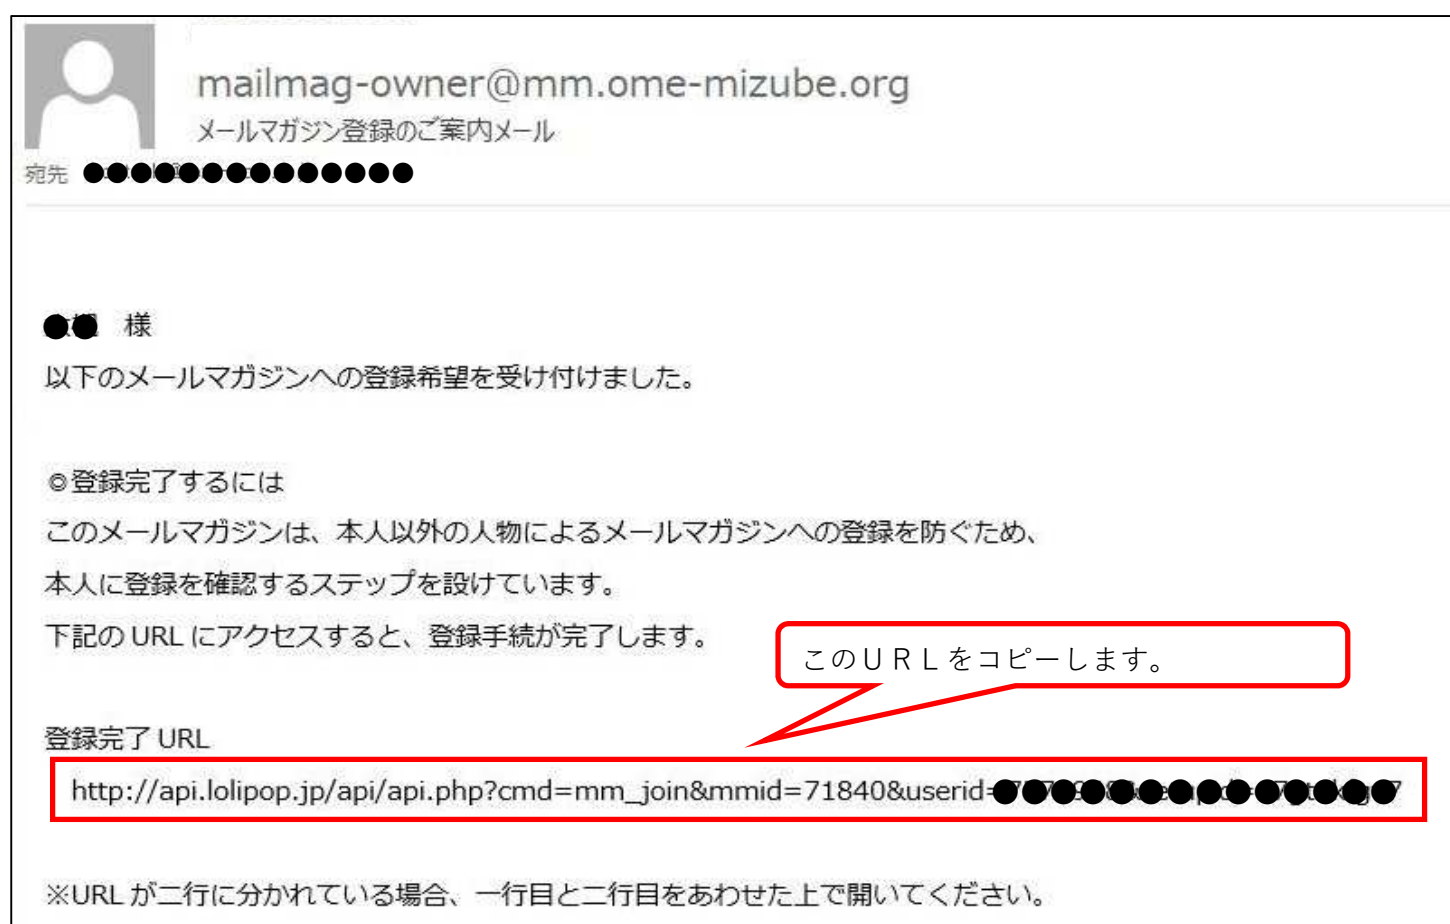 mailmag-owner@mm.ome-mizube.org
メールマガジン登録のご案内メール
宛先 ●●●●●●●●●●●●●●
●● 様
以下のメールマガジンへの登録希望を受け付けました。
◎登録完了するには
このメールマガジンは、本人以外の人物によるメールマガジンへの登録を防ぐため、
本人に登録を確認するステップを設けています。
下記の URL にアクセスすると、登録手続が完了します。
このＵＲＬをコピーします。
登録完了 URL
http://api.lolipop.jp/api/api.php?cmd=mm_join&mmid=71840&userid=
※URL が二行に分かれている場合、一行目と二行目をあわせた上で開いてください。